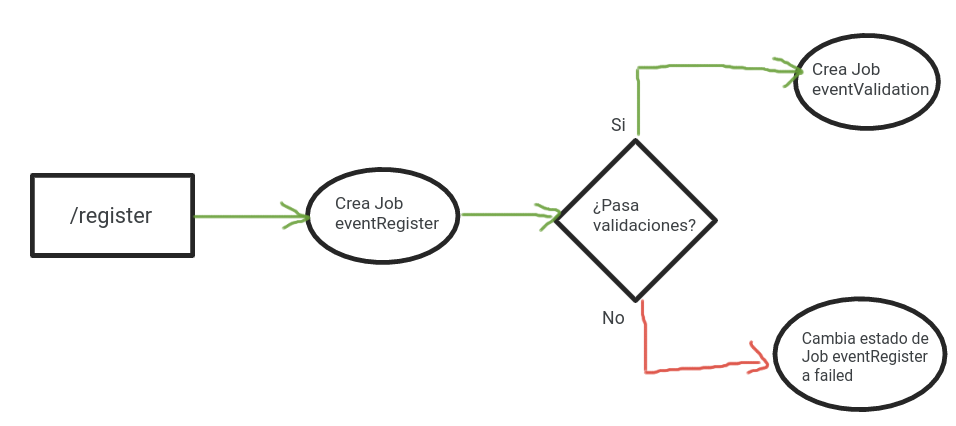 /register
Crea Job
eventRegister
¿Pasa
validaciones?
Si
Crea Job
eventValidation
No
Cambia estado de
Job eventRegister
a failed